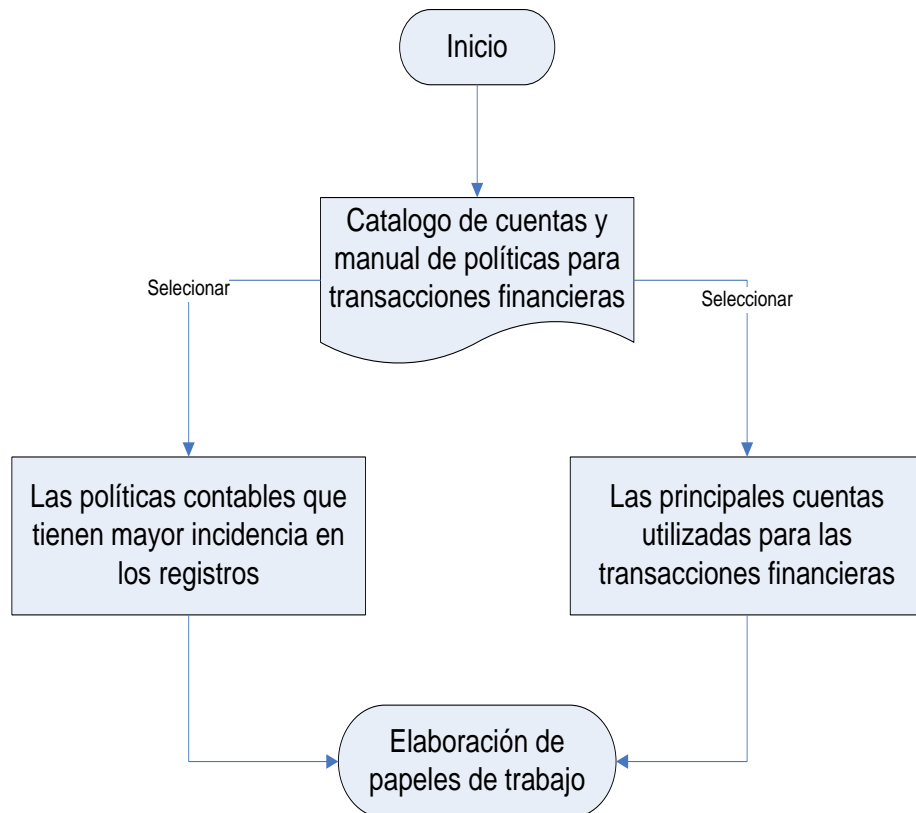 Inicio
Catalogo de cuentas y
manual de políticas para
transacciones financieras
Selecionar
Seleccionar
Las políticas contables que
tienen mayor incidencia en
los registros
Las principales cuentas
utilizadas para las
transacciones financieras
Elaboración de
papeles de trabajo